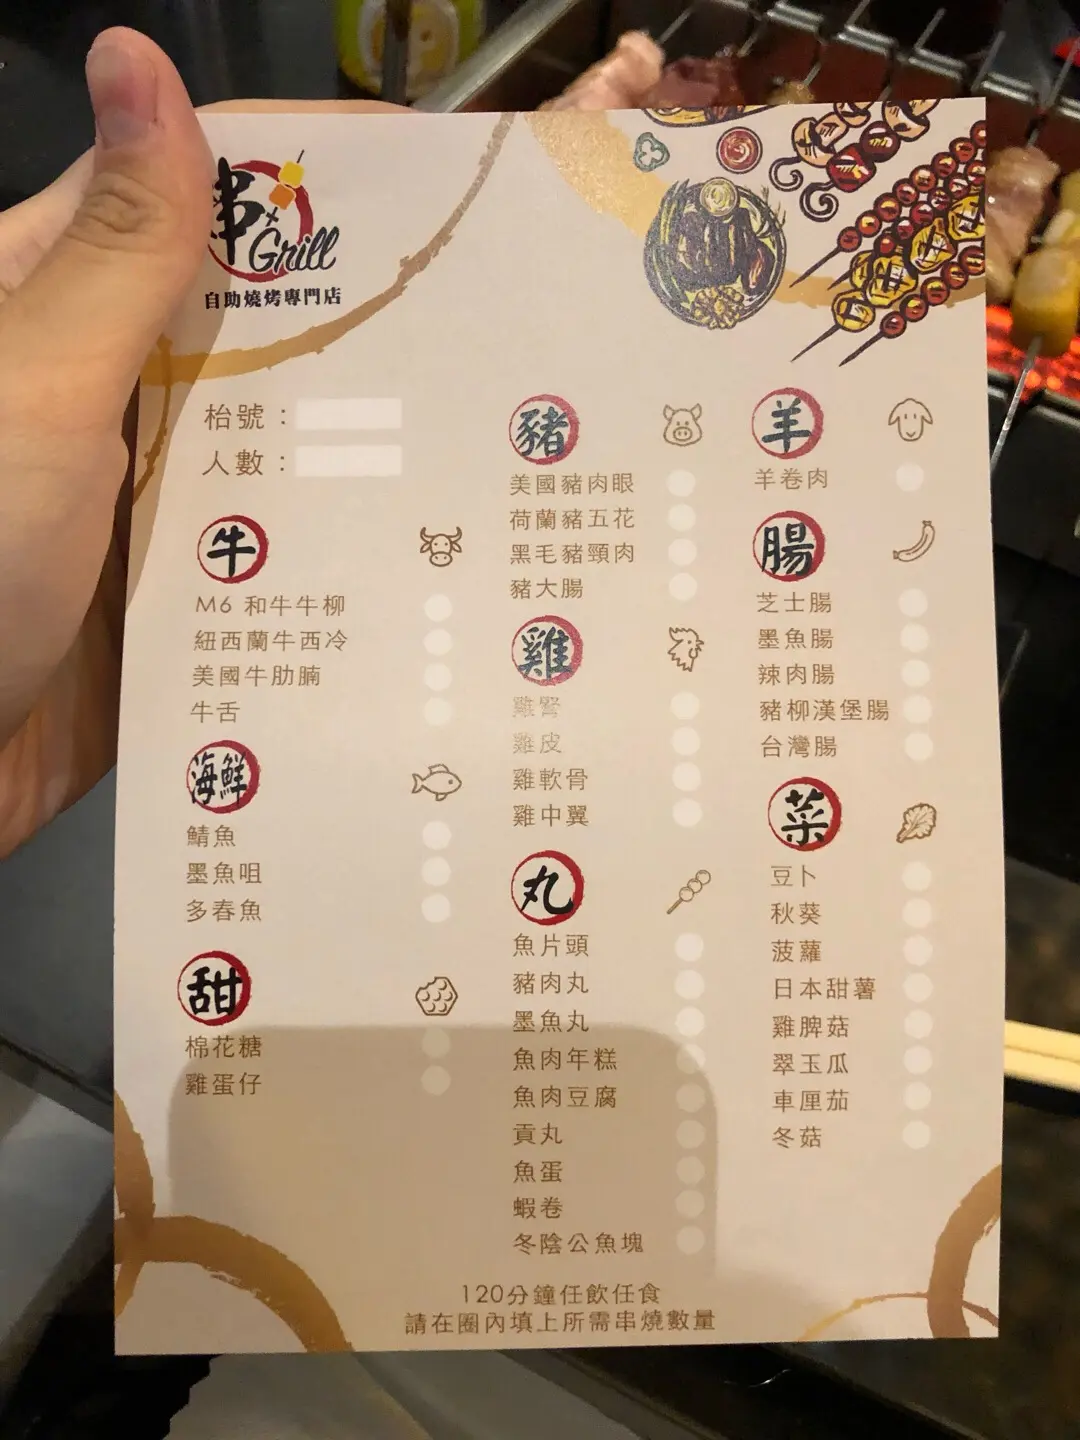 串
×
Grill
自助燒烤專門店
枱號：
人數：
牛
M6 和牛牛柳
紐西蘭牛西冷
美國牛肋腩
牛舌
海鮮
鯖魚
墨魚咀
多春魚
甜
棉花糖
雞蛋仔
豬
美國豬肉眼
荷蘭豬五花
黑毛豬頸肉
豬大腸
雞
雞腎
雞皮
雞軟骨
雞中翼
丸
魚片頭
豬肉丸
墨魚丸
魚肉年糕
魚肉豆腐
貢丸
魚蛋
蝦卷
冬陰公魚塊
羊
羊卷肉
腸
芝士腸
墨魚腸
辣肉腸
豬柳漢堡腸
台灣腸
菜
豆卜
秋葵
菠蘿
日本甜薯
雞脾菇
翠玉瓜
車厘茄
冬菇
120分鐘任飲任食
請在圈內填上所需串燒數量